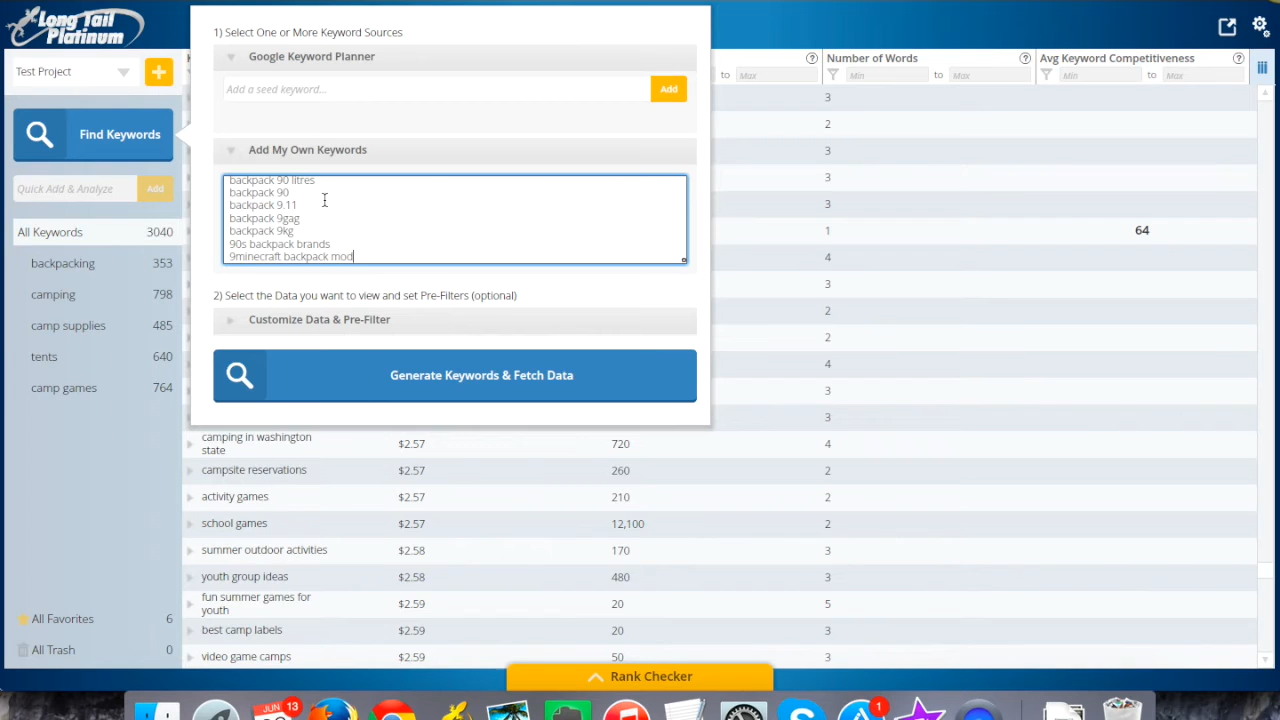 Long Tail
Platinum
Test Project
Find Keywords
Quick Add & Analyze
Add
All Keywords 3040
backpacking 353
camping 798
camp supplies 485
tents 640
camp games 764
All Favorites 6
All Trash 0
1) Select One or More Keyword Sources
Google Keyword Planner
Add a seed keyword...
Add
Add My Own Keywords
backpack 90 litres
backpack 90
backpack 9.11
backpack 9gag
backpack 9kg
90s backpack brands
9minecraft backpack mod
2) Select the Data you want to view and set Pre-Filters (optional)
Customize Data & Pre-Filter
Generate Keywords & Fetch Data
Number of Words
Avg Keyword Competitiveness
to Max
Min to Max
Min to Max
3
2
3
3
3
1 64
4
3
2
2
4
3
3
camping in washington
state $2.57 720 4
campsite reservations $2.57 260 2
activity games $2.57 210 2
school games $2.57 12,100 2
summer outdoor activities $2.58 170 3
youth group ideas $2.58 480 3
fun summer games for
youth $2.59 20 5
best camp labels $2.59 20 3
video game camps $2.59 50 3
Rank Checker
JUN 13
1